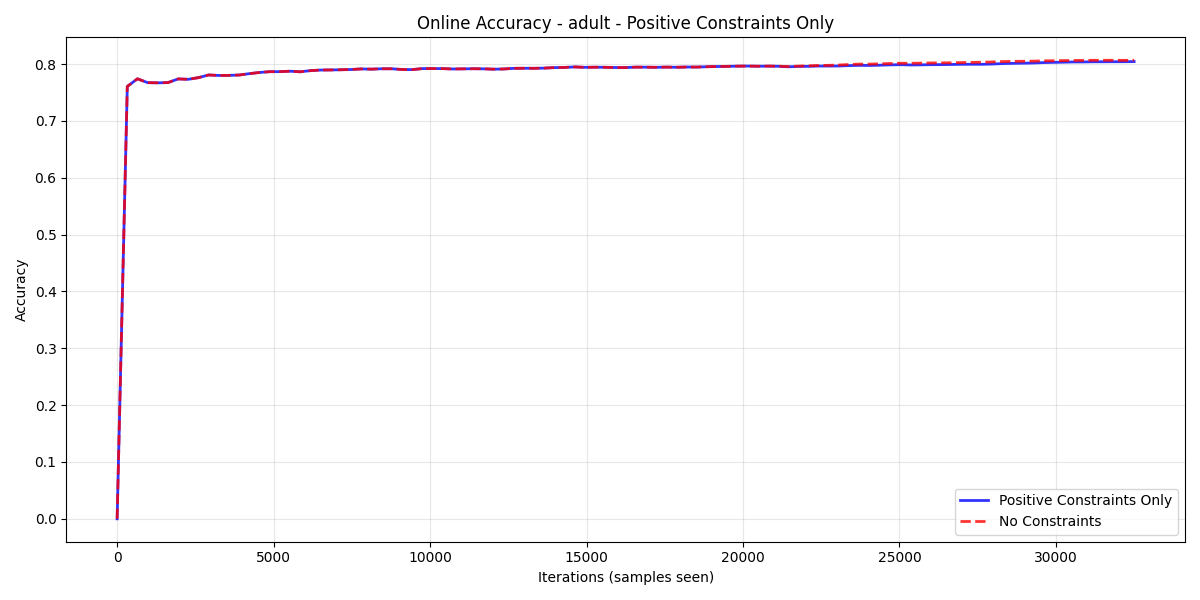 Online Accuracy - adult - Positive Constraints Only
Accuracy
0.8
0.7
0.6
0.5
0.4
0.3
0.2
0.1
0.0
Positive Constraints Only
No Constraints
0 5000 10000 15000 20000 25000 30000
Iterations (samples seen)